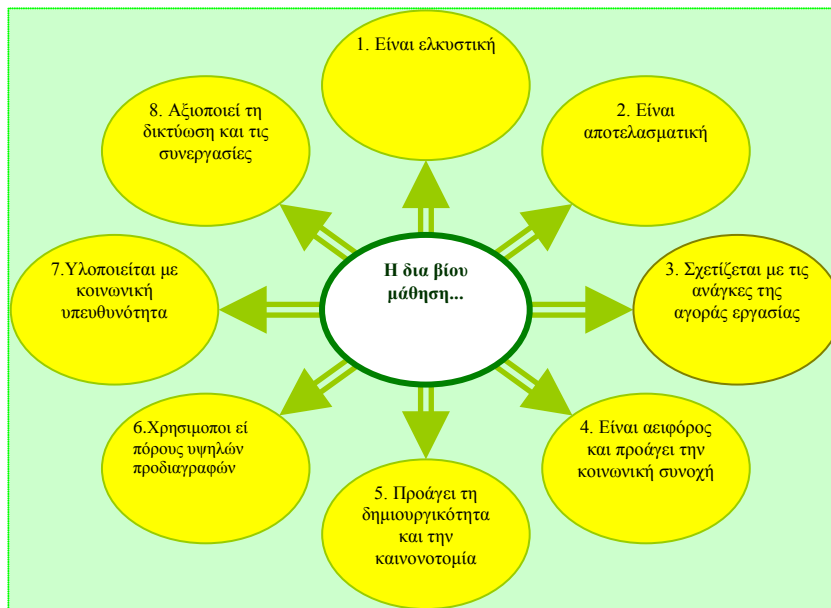 1. Είναι ελκυστική
2. Είναι
αποτελασματική
3. Σχετίζεται με τις
ανάγκες της
αγοράς εργασίας
4. Είναι αειφόρος
και προάγει την
κοινωνική συνοχή
5. Προάγει τη
δημιουργικότητα
και την
καινονοτομία
6.Χρησιμοποι εί
πόρους υψηλών
προδιαγραφών
7.Υλοποιείται με
κοινωνική
υπευθυνότητα
8. Αξιοποιεί τη
δικτύωση και τις
συνεργασίες
Η δια βίου
μάθηση...